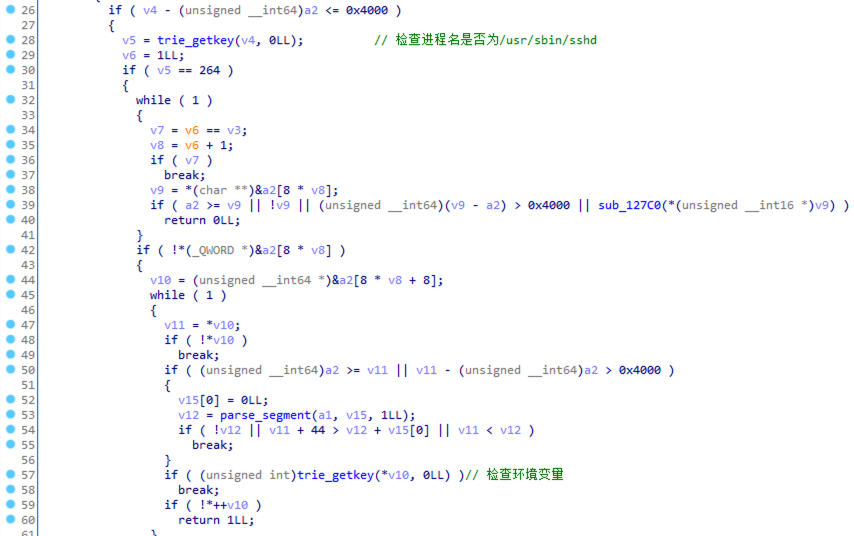 26 if ( v4 - (unsigned __int64)a2 <= 0x4000 )
27 {
28 v5 = trie_getkey(v4, 0LL); // 检查进程名是否为/usr/sbin/sshd
29 v6 = 1LL;
30 if ( v5 == 264 )
31 {
32 while ( 1 )
33 {
34 v7 = v6 == v3;
35 v8 = v6 + 1;
36 if ( v7 )
37 break;
38 v9 = *(char **)&a2[8 * v8];
39 if ( a2 >= v9 || !v9 || (unsigned __int64)(v9 - a2) > 0x4000 || sub_127C0(*(unsigned __int16 *)v9) )
40 return 0LL;
41 }
42 if ( !*(_QWORD *)&a2[8 * v8] )
43 {
44 v10 = (unsigned __int64 *)&a2[8 * v8 + 8];
45 while ( 1 )
46 {
47 v11 = *v10;
48 if ( !*v10 )
49 break;
50 if ( (unsigned __int64)a2 >= v11 || v11 - (unsigned __int64)a2 > 0x4000 )
51 {
52 v15[0] = 0LL;
53 v12 = parse_segment(a1, v15, 1LL);
54 if ( !v12 || v11 + 44 > v12 + v15[0] || v11 < v12 )
55 break;
56 }
57 if ( (unsigned int)trie_getkey(*v10, 0LL) )// 检查环境变量
58 break;
59 if ( !*++v10 )
60 return 1LL;
61 }